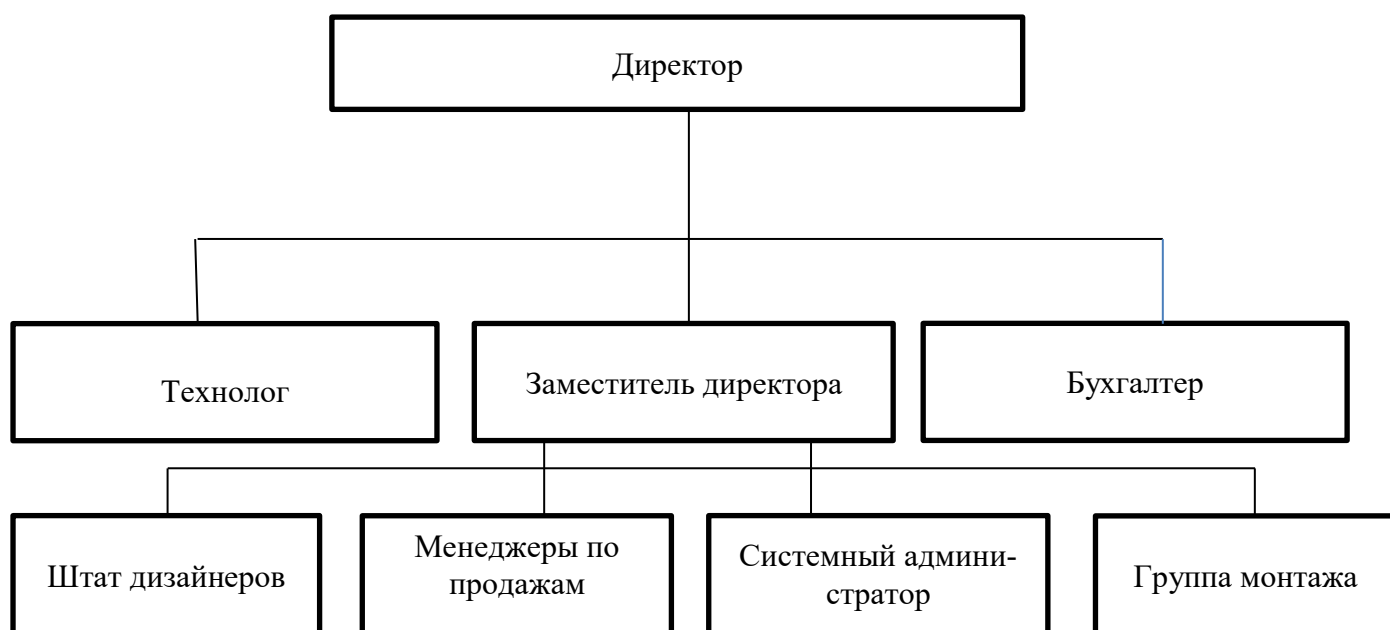 Директор
Технолог
Заместитель директора
Бухгалтер
Штат дизайнеров
Менеджеры по
продажам
Системный админи-
стратор
Группа монтажа